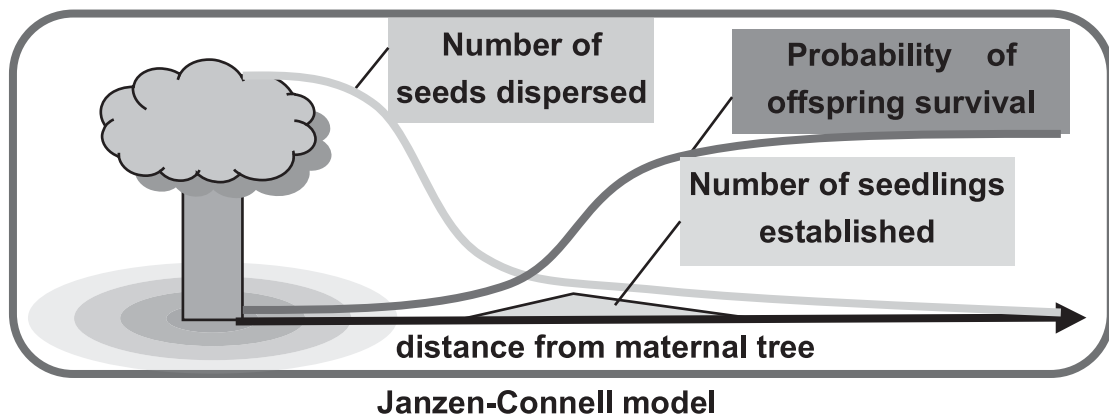 Number of
seeds dispersed
Probability of
offspring survival
Number of seedlings
established
distance from maternal tree
Janzen-Connell model